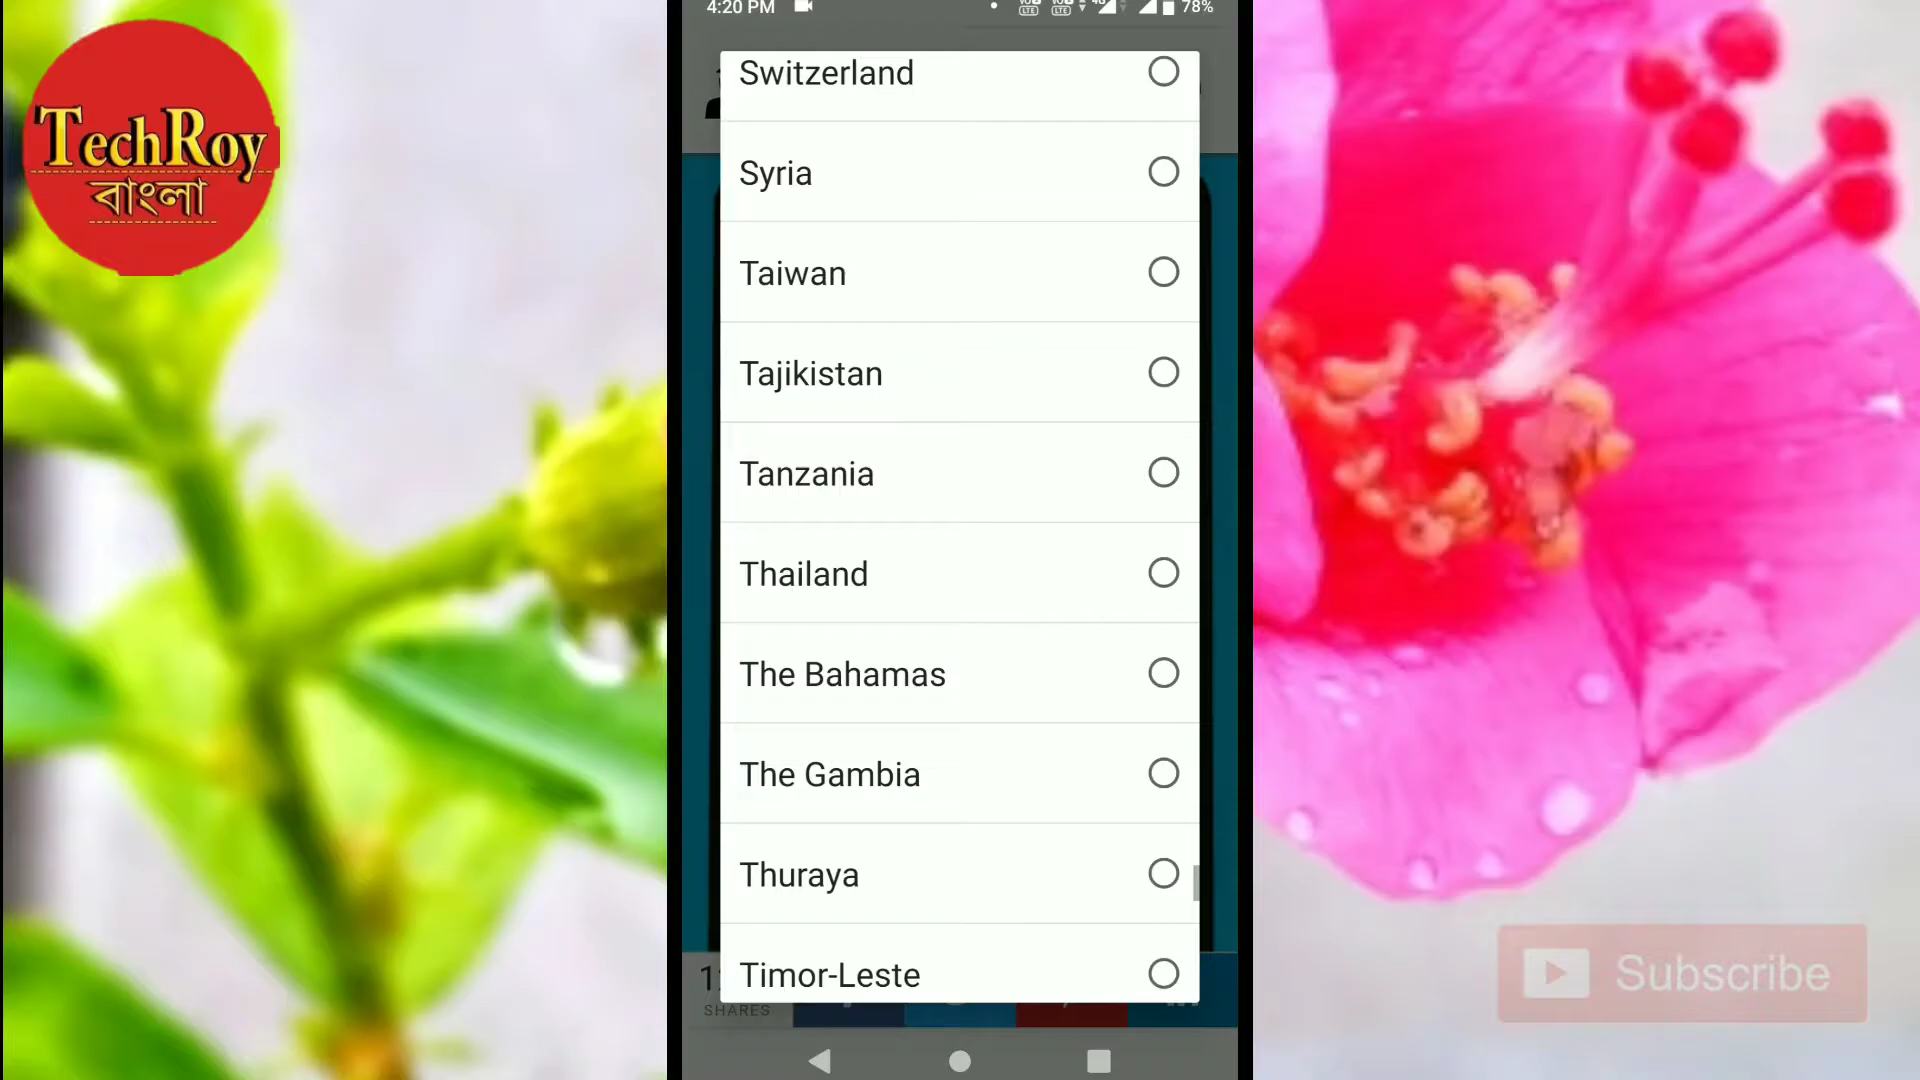 TechRoy
বাংলা
4:20 PM
78%
Switzerland
Syria
Taiwan
Tajikistan
Tanzania
Thailand
The Bahamas
The Gambia
Thuraya
Timor-Leste
SHARES
Subscribe